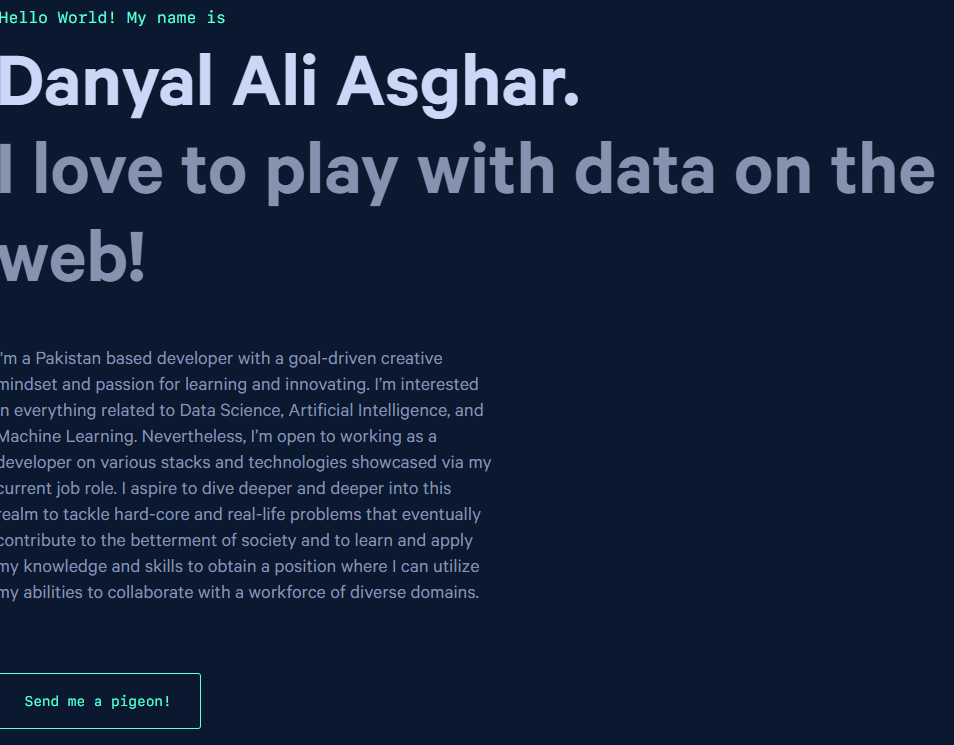 Hello World! My name is
Danyal Ali Asghar.
I love to play with data on the
web!
I'm a Pakistan based developer with a goal-driven creative
mindset and passion for learning and innovating. I'm interested
in everything related to Data Science, Artificial Intelligence, and
Machine Learning. Nevertheless, I'm open to working as a
developer on various stacks and technologies showcased via my
current job role. I aspire to dive deeper and deeper into this
realm to tackle hard-core and real-life problems that eventually
contribute to the betterment of society and to learn and apply
my knowledge and skills to obtain a position where I can utilize
my abilities to collaborate with a workforce of diverse domains.
Send me a pigeon!